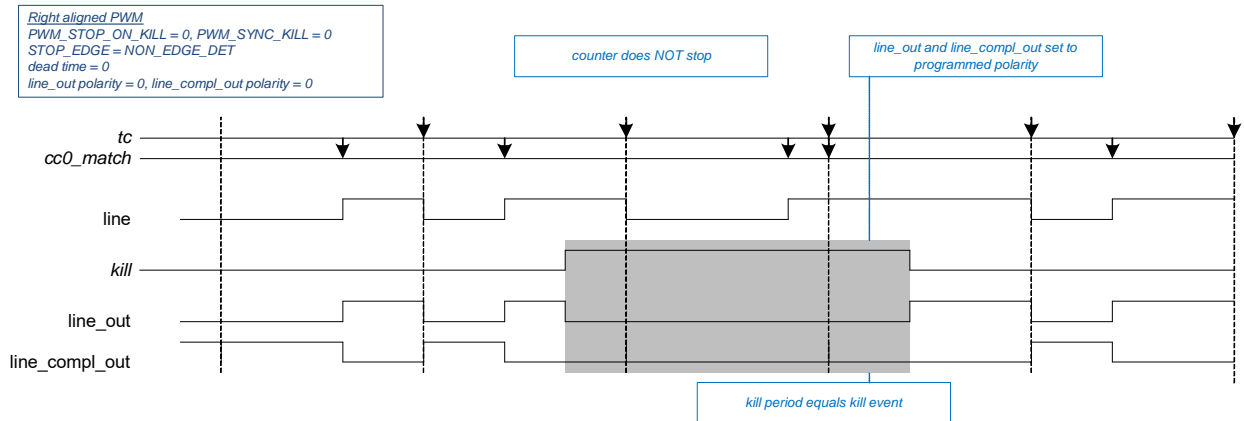 Right aligned PWM
PWM_STOP_ON_KILL = 0, PWM_SYNC_KILL = 0
STOP_EDGE = NON_EDGE_DET
dead time = 0
line_out polarity = 0, line_compl_out polarity = 0
counter does NOT stop
line_out and line_compl_out set to
programmed polarity
tc
cc0_match
line
kill
line_out
line_compl_out
kill period equals kill event